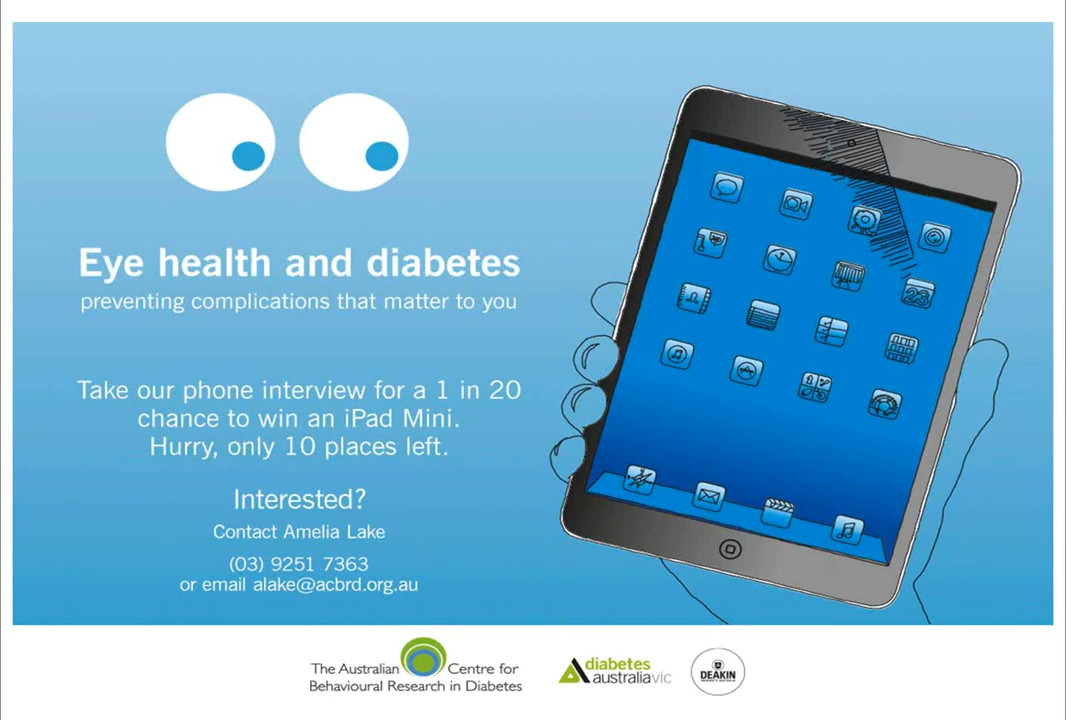 Eye health and diabetes
preventing complications that matter to you
Take our phone interview for a 1 in 20
chance to win an iPad Mini.
Hurry, only 10 places left.
Interested?
Contact Amelia Lake
(03) 9251 7363
or email alake@acbrd.org.au
23
The Australian Centre for
Behavioural Research in Diabetes
diabetes
australiavic
DEAKIN